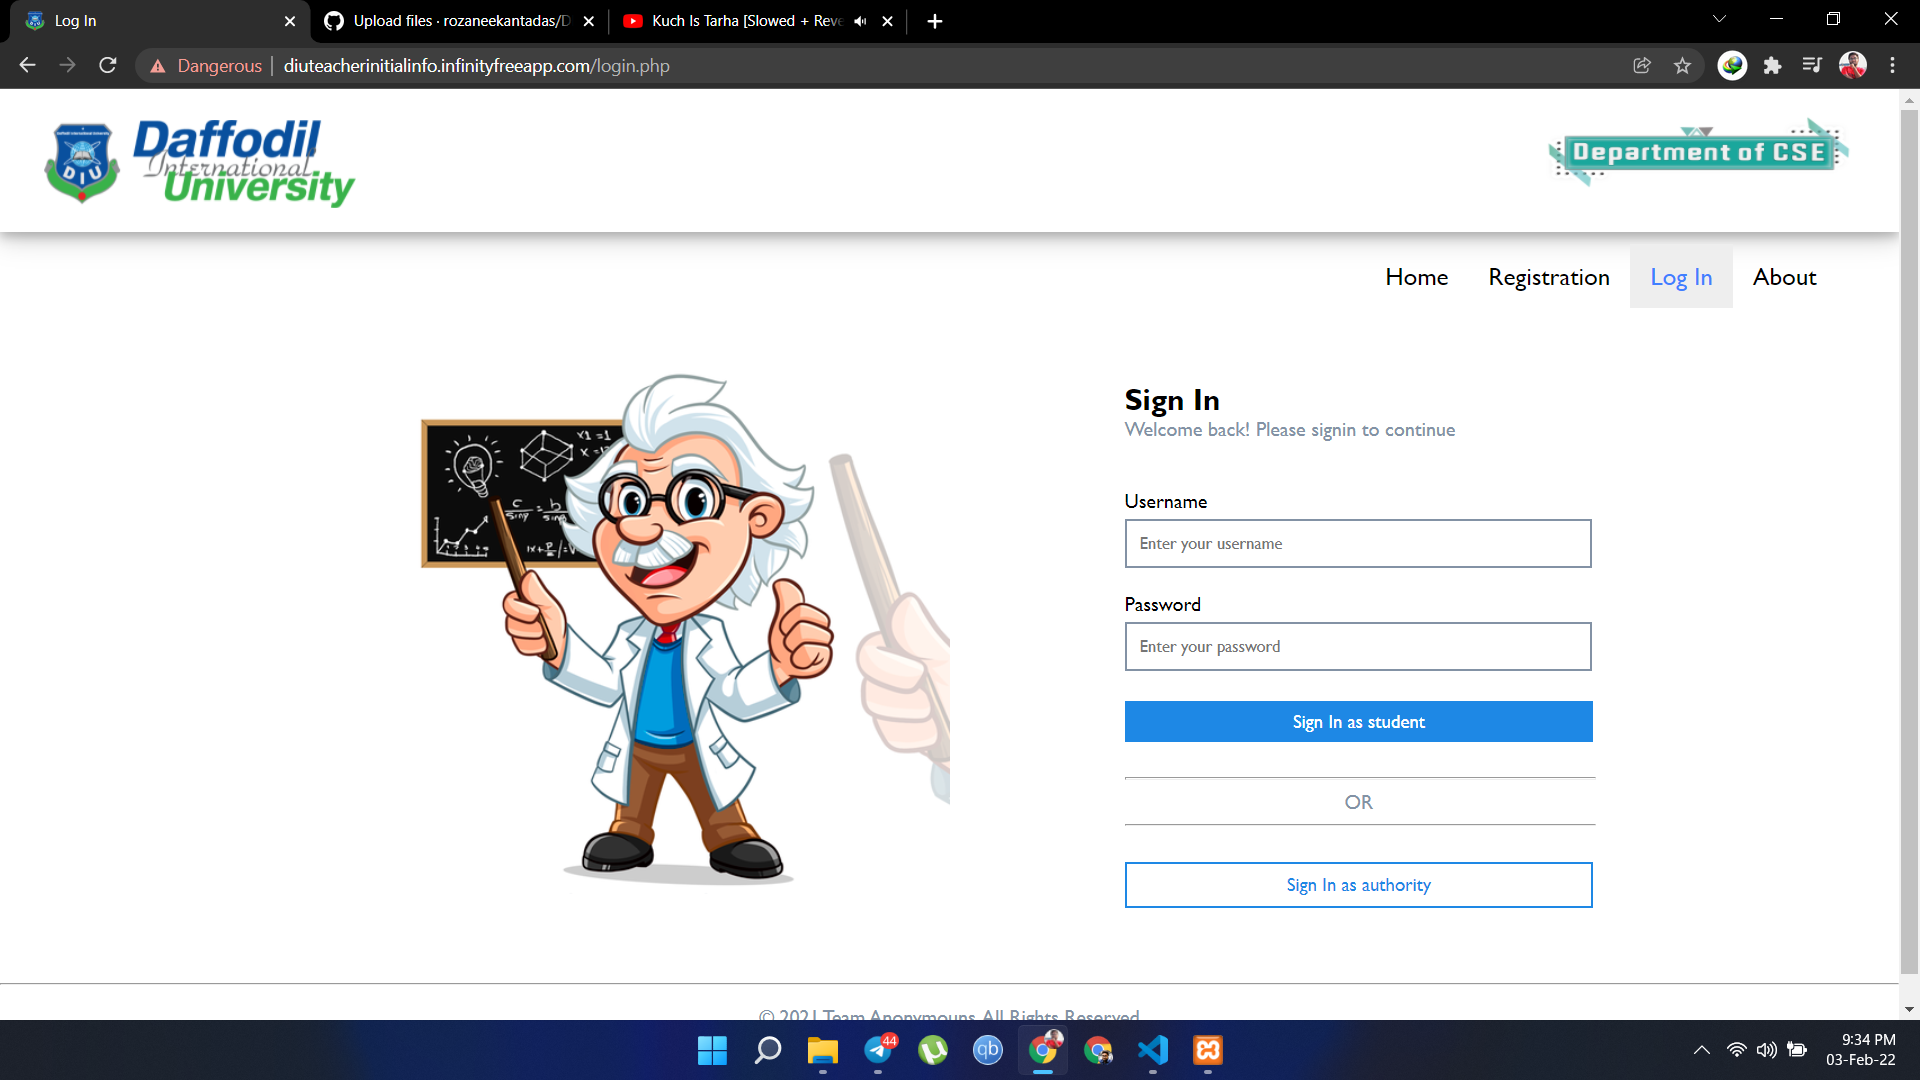 Log In
Upload files · rozaneekantadas/D
Kuch Is Tarha [Slowed + Reve
Dangerous
diuteacherinitialinfo.infinityfreeapp.com/login.php
DIU
Daffodil
International
University
Department of CSE
Home
Registration
Log In
About
Sign In
Welcome back! Please signin to continue
Username
Enter your username
Password
Enter your password
Sign In as student
OR
Sign In as authority
© 2021 Team Anonymouns All Rights Reserved
44
qb
9:34 PM
03-Feb-22